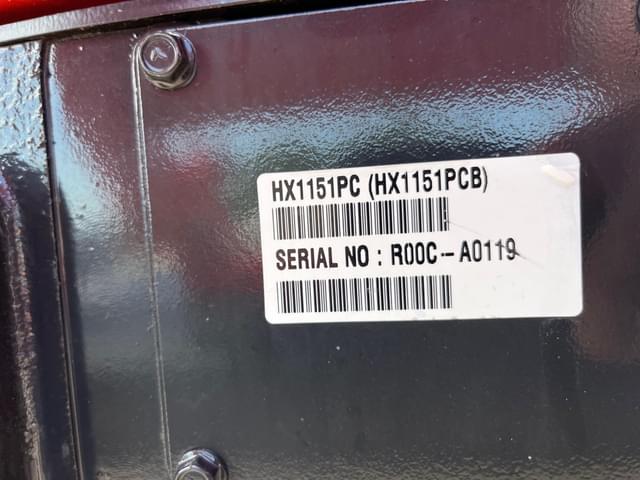 HX1151PC (HX1151PCB)
SERIAL NO : R00C-A0119